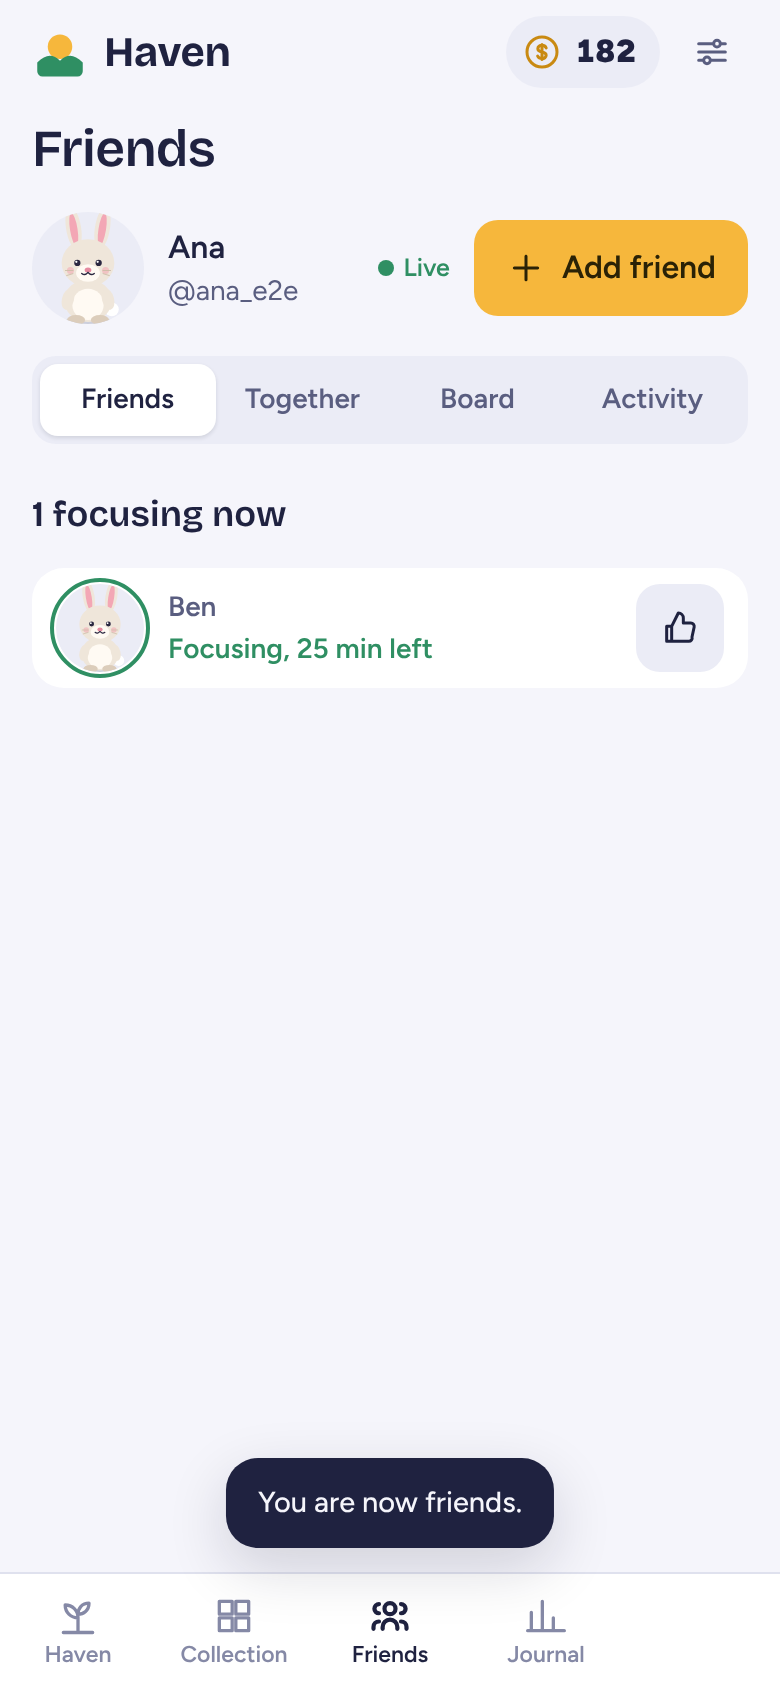 Haven
182
Friends
Ana
@ana_e2e
Live
Add friend
Friends
Together
Board
Activity
1 focusing now
Ben
Focusing, 25 min left
You are now friends.
Haven
Collection
Friends
Journal